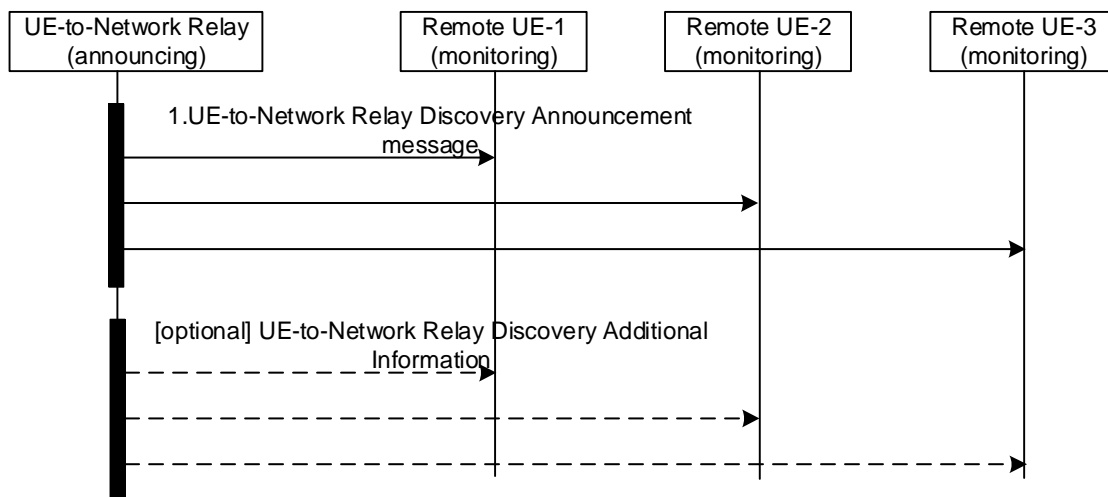 UE-to-Network Relay
(announcing)
Remote UE-1
(monitoring)
Remote UE-2
(monitoring)
Remote UE-3
(monitoring)
1.UE-to-Network Relay Discovery Announcement
message
[optional] UE-to-Network Relay Discovery Additional
Information